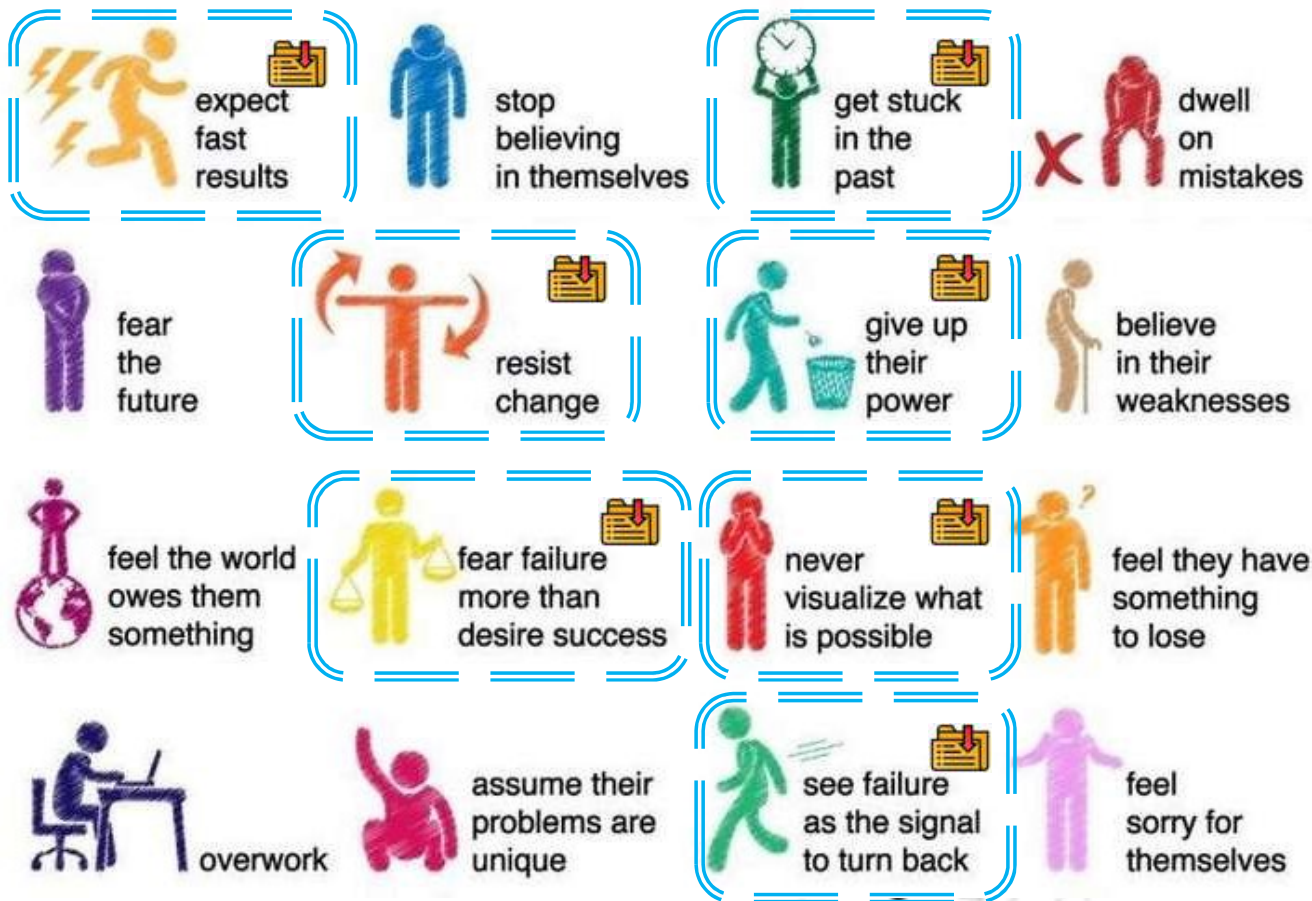 expect
fast
results
stop
believing
in themselves
get stuck
in the
past
dwell
on
mistakes
fear
the
future
resist
change
give up
their
power
believe
in their
weaknesses
feel the world
owes them
something
fear failure
more than
desire success
never
visualize what
is possible
?
feel they have
something
to lose
overwork
assume their
problems are
unique
see failure
as the signal
to turn back
feel
sorry for
themselves